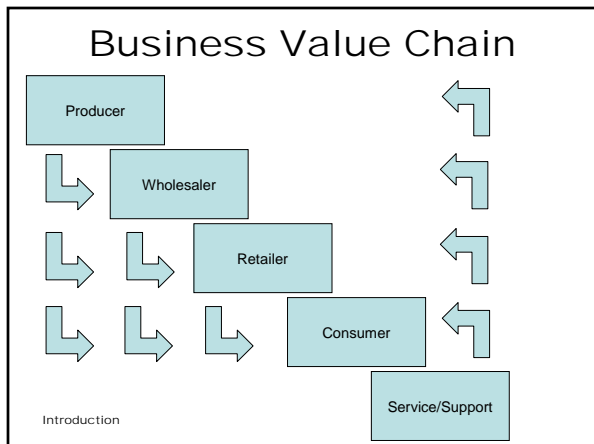 Business Value Chain
Producer
Wholesaler
Retailer
Consumer
Service/Support
Introduction